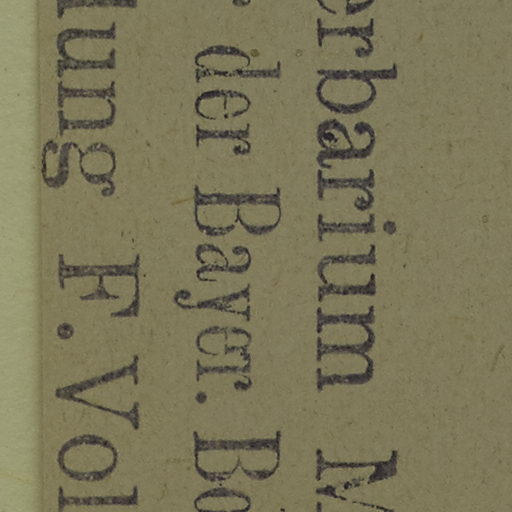 erbarium M
der Bayer. Bo
lung F. Vol